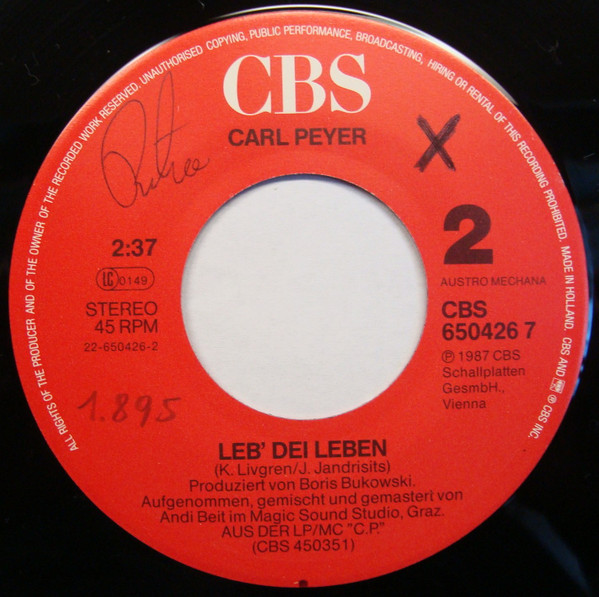 ALL RIGHTS OF THE PRODUCER AND OF THE OWNER OF THE RECORDED WORK RESERVED. UNAUTHORISED COPYING, PUBLIC PERFORMANCE, BROADCASTING, HIRING OR RENTAL OF THIS RECORDING PROHIBITED. MADE IN HOLLAND. CBS AND ® CBS INC.
CBS
CARL PEYER
X
2:37
LC 0149
STEREO
45 RPM
22-650426-2
1.895
2
AUSTRO MECHANA
CBS
650426 7
℗ 1987 CBS
Schallplatten
GesmbH.,
Vienna
LEB' DEI LEBEN
(K. Livgren/J. Jandrisits)
Produziert von Boris Bukowski.
Aufgenommen, gemischt und gemastert von
Andi Beit im Magic Sound Studio, Graz.
AUS DER LP/MC "C.P."
(CBS 450351)